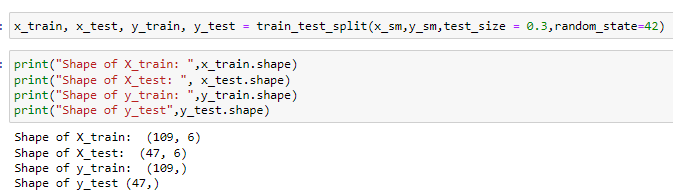 : x_train, x_test, y_train, y_test = train_test_split(x_sm,y_sm,test_size = 0.3,random_state=42)
: print("Shape of X_train: ",x_train.shape)
print("Shape of X_test: ", x_test.shape)
print("Shape of y_train: ",y_train.shape)
print("Shape of y_test",y_test.shape)
Shape of X_train:  (109, 6)
Shape of X_test:  (47, 6)
Shape of y_train:  (109,)
Shape of y_test (47,)